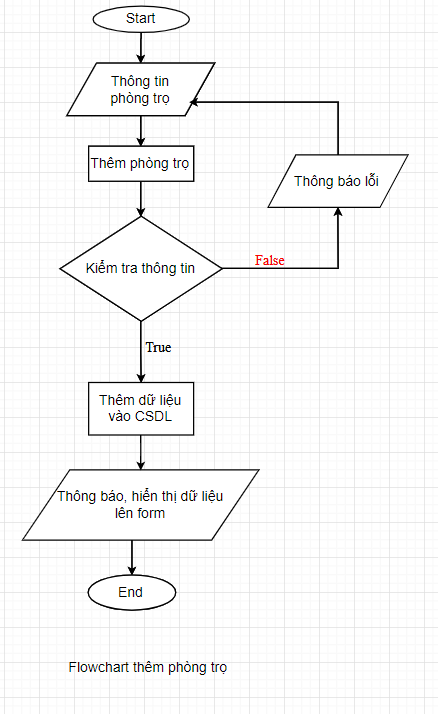 Start
Thông tin
phòng trọ
Thêm phòng trọ
Thông báo lỗi
Kiểm tra thông tin
False
True
Thêm dữ liệu
vào CSDL
Thông báo, hiển thị dữ liệu
lên form
End
Flowchart thêm phòng trọ